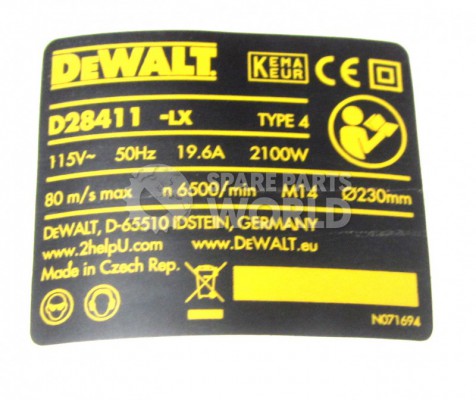 DEWALT.
KEMA
KEUR
CE
D28411 -LX TYPE 4
115V~ 50Hz 19.6A 2100W
80 m/s max n 6500/min M14 Ø230mm
SPARE PARTS
WORLD
DEWALT, D-65510 IDSTEIN, GERMANY
www.2helpU.com www.DEWALT.eu
Made in Czech Rep.
N071694